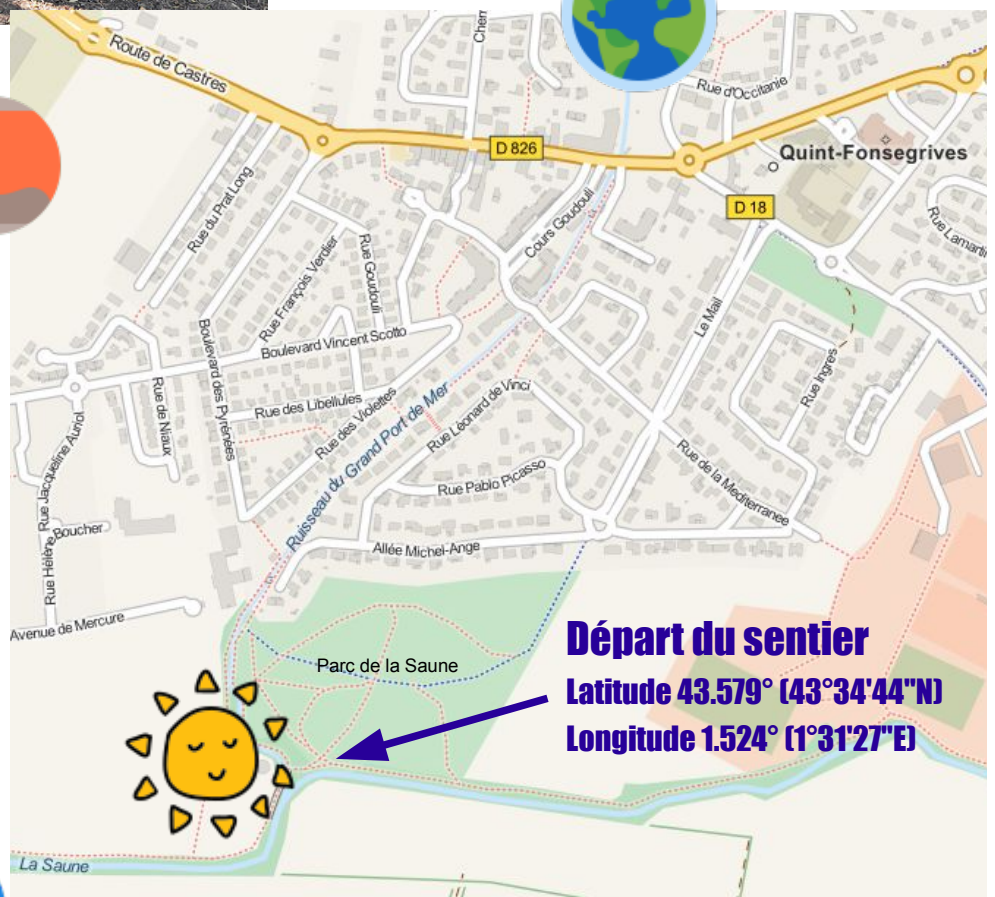 Route de Castres
Chem
Rue d'Occitanie
D 826
Quint-Fonsegrives
D 18
Rue du Prat Long
Rue François Verdier
Rue Goudouli
Cours Goudouli
Rue Lamartin
Le Mail
Boulevard Vincent Scotto
Boulevard des Pyrénées
Rue de Niaux
Rue des Libellules
Rue des Violettes
Ruisseau du Grand Port de Mer
Rue Léonard de Vinci
Rue Ingres
Rue Pablo Picasso
Rue de la Mediterranee
Rue Jacqueline Auriol
Rue Hélène Boucher
Allée Michel-Ange
Avenue de Mercure
Parc de la Saune
Départ du sentier
Latitude 43.579° (43°34'44"N)
Longitude 1.524° (1°31'27"E)
La Saune